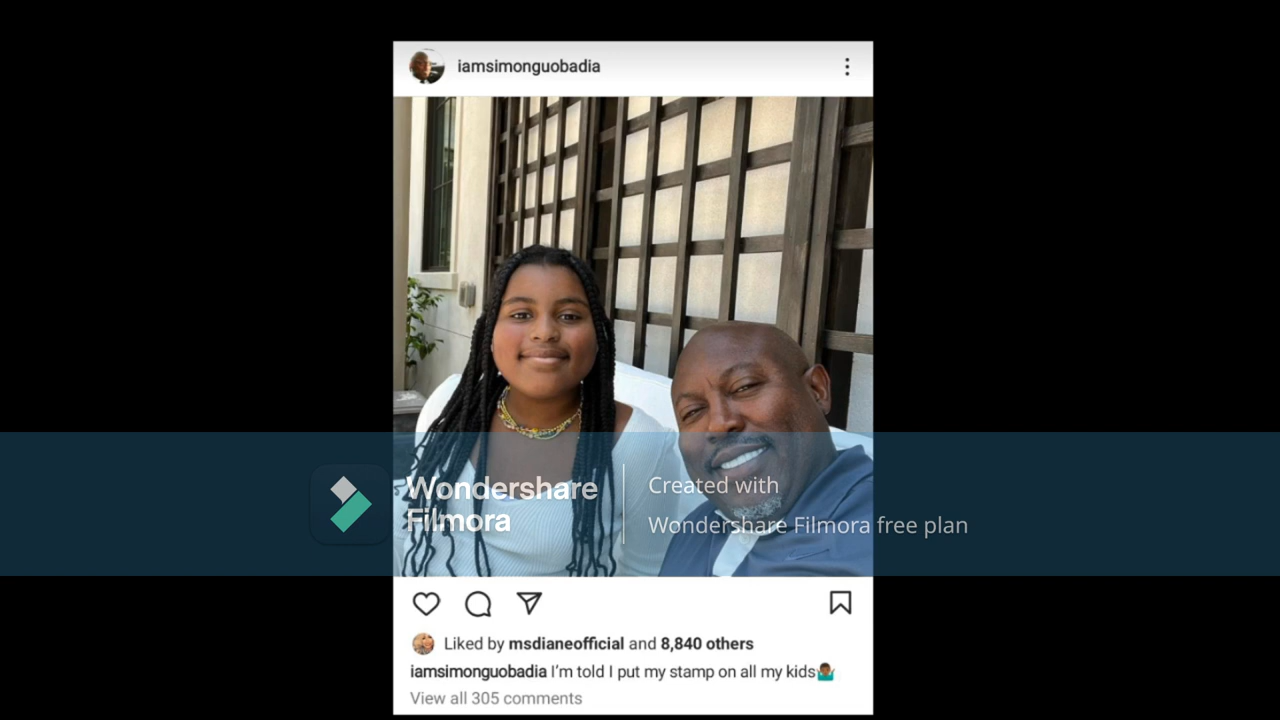 iamsimonguobadia
Wondershare
Filmora
Created with
Wondershare Filmora free plan
Liked by msdianeofficial and 8,840 others
iamsimonguobadia I'm told I put my stamp on all my kids🤷🏾‍♂️
View all 305 comments